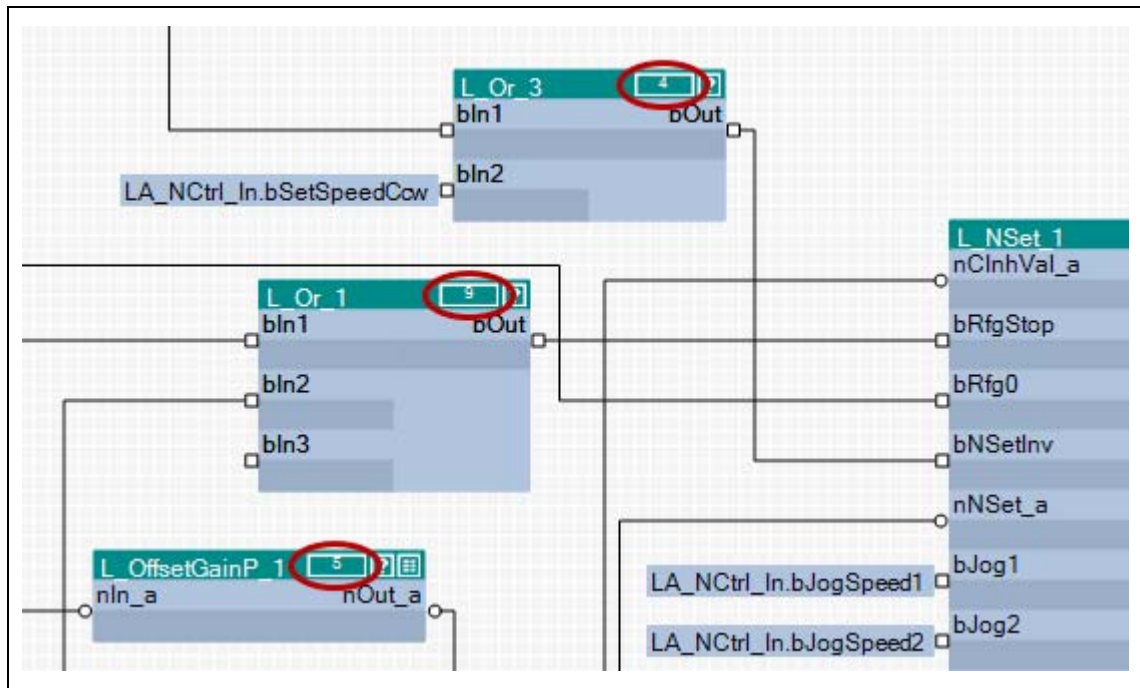 L_Or_3 4 ?
bIn1 bOut
bIn2
LA_NCtrl_In.bSetSpeedCcw
L_NSet_1
nCInhVal_a
L_Or_1 9 ?
bIn1 bOut
bRfgStop
bIn2
bRfg0
bIn3
bNSetInv
nNSet_a
L_OffsetGainP_1 5 ?
nIn_a nOut_a
LA_NCtrl_In.bJogSpeed1
bJog1
LA_NCtrl_In.bJogSpeed2
bJog2